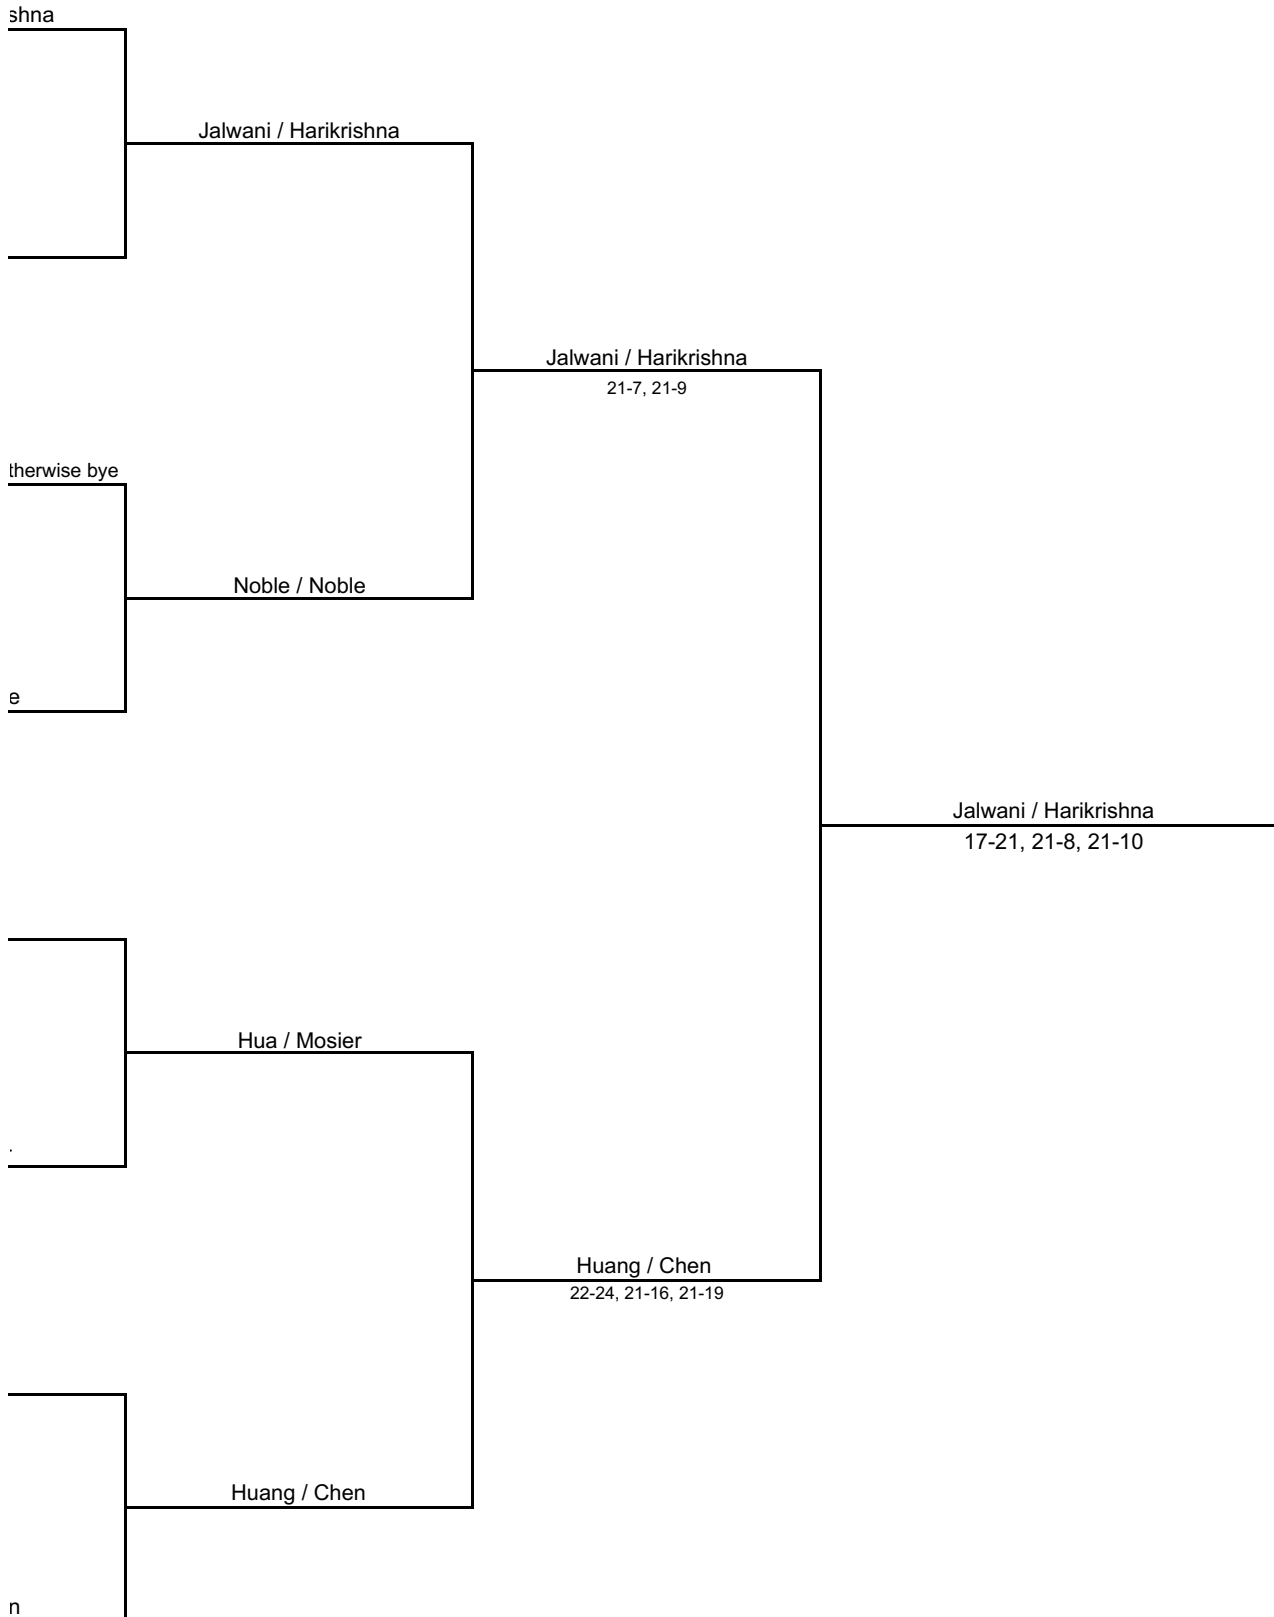 shna
Jalwani / Harikrishna
Jalwani / Harikrishna
21-7, 21-9
therwise bye
Noble / Noble
e
Jalwani / Harikrishna
17-21, 21-8, 21-10
Hua / Mosier
Huang / Chen
22-24, 21-16, 21-19
Huang / Chen
n